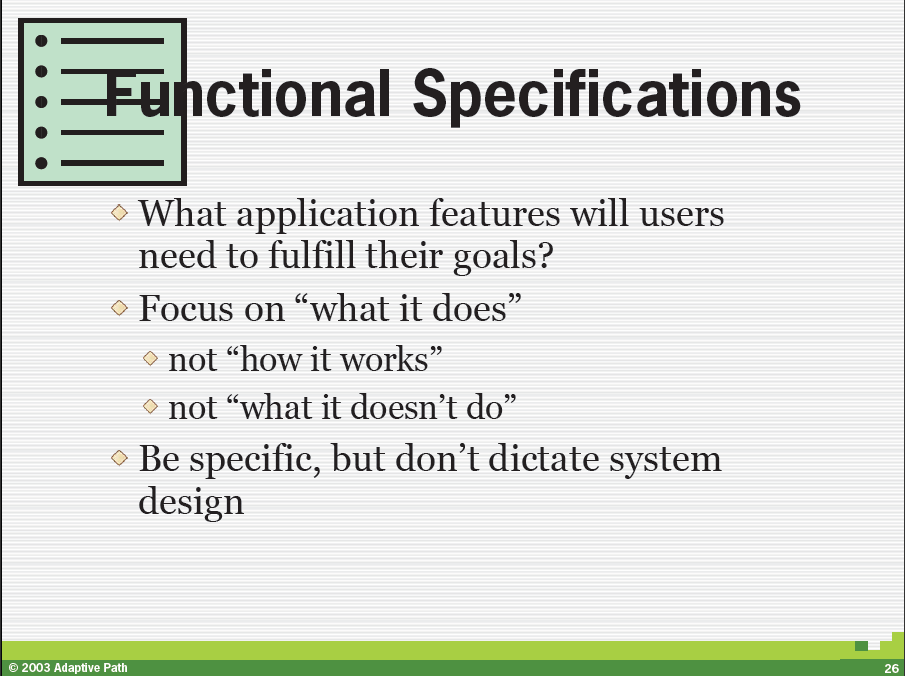 Functional Specifications
What application features will users
need to fulfill their goals?
Focus on “what it does”
not “how it works”
not “what it doesn’t do”
Be specific, but don’t dictate system
design
© 2003 Adaptive Path
26